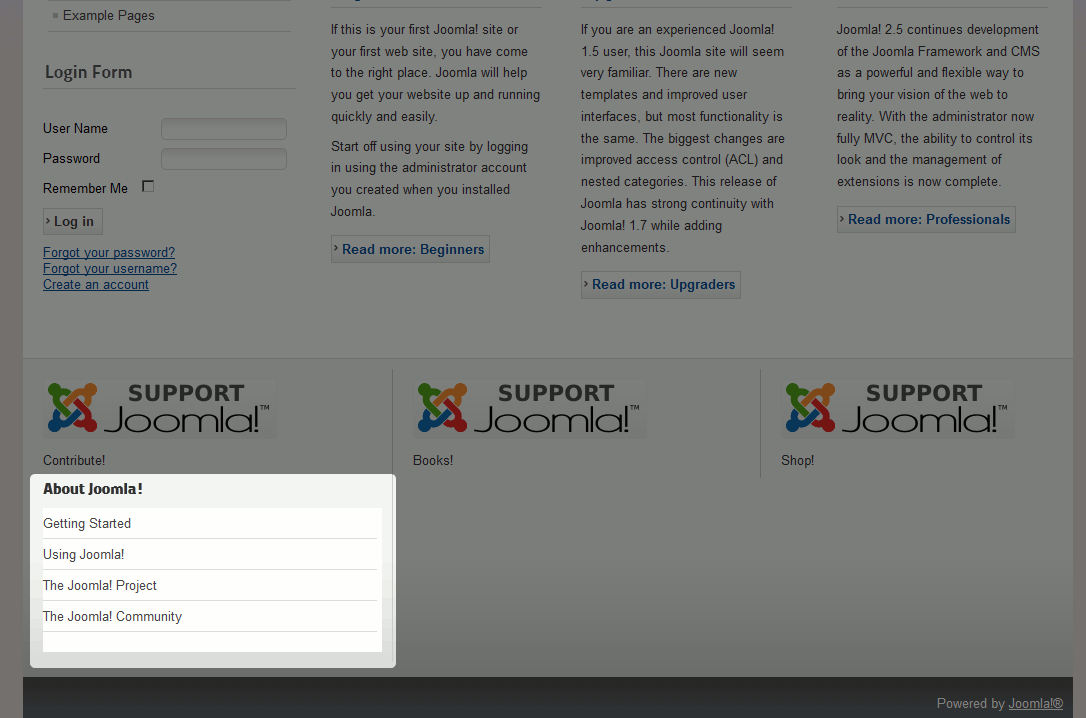 Example Pages
Login Form
User Name
Password
Remember Me
› Log in
Forgot your password?
Forgot your username?
Create an account
If this is your first Joomla! site or
your first web site, you have come
to the right place. Joomla will help
you get your website up and running
quickly and easily.
Start off using your site by logging
in using the administrator account
you created when you installed
Joomla.
› Read more: Beginners
If you are an experienced Joomla!
1.5 user, this Joomla site will seem
very familiar. There are new
templates and improved user
interfaces, but most functionality is
the same. The biggest changes are
improved access control (ACL) and
nested categories. This release of
Joomla has strong continuity with
Joomla! 1.7 while adding
enhancements.
› Read more: Upgraders
Joomla! 2.5 continues development
of the Joomla Framework and CMS
as a powerful and flexible way to
bring your vision of the web to
reality. With the administrator now
fully MVC, the ability to control its
look and the management of
extensions is now complete.
› Read more: Professionals
SUPPORT
Joomla!™
Contribute!
SUPPORT
Joomla!™
Books!
SUPPORT
Joomla!™
Shop!
About Joomla!
Getting Started
Using Joomla!
The Joomla! Project
The Joomla! Community
Powered by Joomla!®